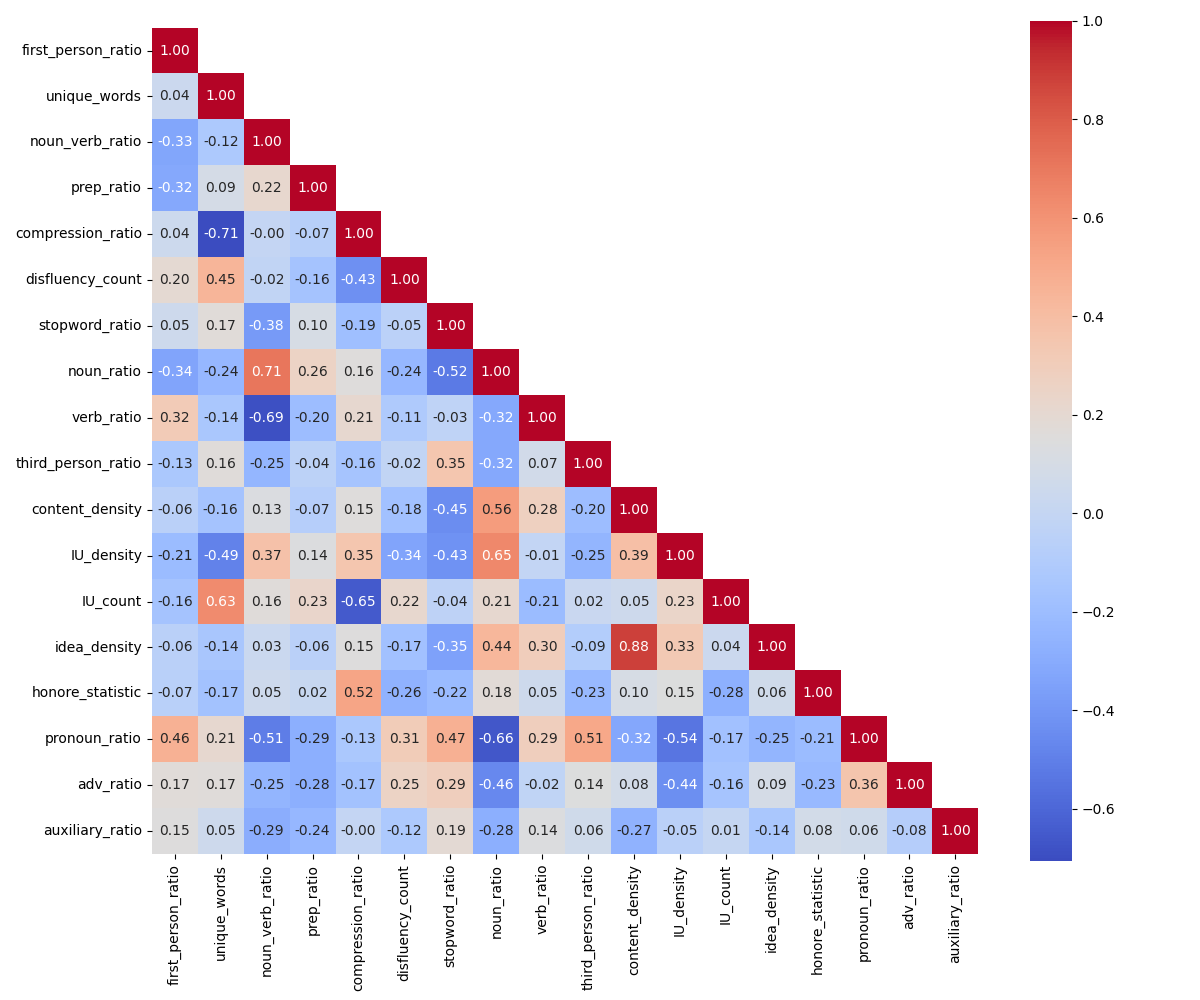 first_person_ratio 1.00
unique_words 0.04 1.00
noun_verb_ratio -0.33 -0.12 1.00
prep_ratio -0.32 0.09 0.22 1.00
compression_ratio 0.04 -0.71 -0.00 -0.07 1.00
disfluency_count 0.20 0.45 -0.02 -0.16 -0.43 1.00
stopword_ratio 0.05 0.17 -0.38 0.10 -0.19 -0.05 1.00
noun_ratio -0.34 -0.24 0.71 0.26 0.16 -0.24 -0.52 1.00
verb_ratio 0.32 -0.14 -0.69 -0.20 0.21 -0.11 -0.03 -0.32 1.00
third_person_ratio -0.13 0.16 -0.25 -0.04 -0.16 -0.02 0.35 -0.32 0.07 1.00
content_density -0.06 -0.16 0.13 -0.07 0.15 -0.18 -0.45 0.56 0.28 -0.20 1.00
IU_density -0.21 -0.49 0.37 0.14 0.35 -0.34 -0.43 0.65 -0.01 -0.25 0.39 1.00
IU_count -0.16 0.63 0.16 0.23 -0.65 0.22 -0.04 0.21 -0.21 0.02 0.05 0.23 1.00
idea_density -0.06 -0.14 0.03 -0.06 0.15 -0.17 -0.35 0.44 0.30 -0.09 0.88 0.33 0.04 1.00
honore_statistic -0.07 -0.17 0.05 0.02 0.52 -0.26 -0.22 0.18 0.05 -0.23 0.10 0.15 -0.28 0.06 1.00
pronoun_ratio 0.46 0.21 -0.51 -0.29 -0.13 0.31 0.47 -0.66 0.29 0.51 -0.32 -0.54 -0.17 -0.25 -0.21 1.00
adv_ratio 0.17 0.17 -0.25 -0.28 -0.17 0.25 0.29 -0.46 -0.02 0.14 0.08 -0.44 -0.16 0.09 -0.23 0.36 1.00
auxiliary_ratio 0.15 0.05 -0.29 -0.24 -0.00 -0.12 0.19 -0.28 0.14 0.06 -0.27 -0.05 0.01 -0.14 0.08 0.06 -0.08 1.00
first_person_ratio
unique_words
noun_verb_ratio
prep_ratio
compression_ratio
disfluency_count
stopword_ratio
noun_ratio
verb_ratio
third_person_ratio
content_density
IU_density
IU_count
idea_density
honore_statistic
pronoun_ratio
adv_ratio
auxiliary_ratio
1.0
0.8
0.6
0.4
0.2
0.0
−0.2
−0.4
−0.6